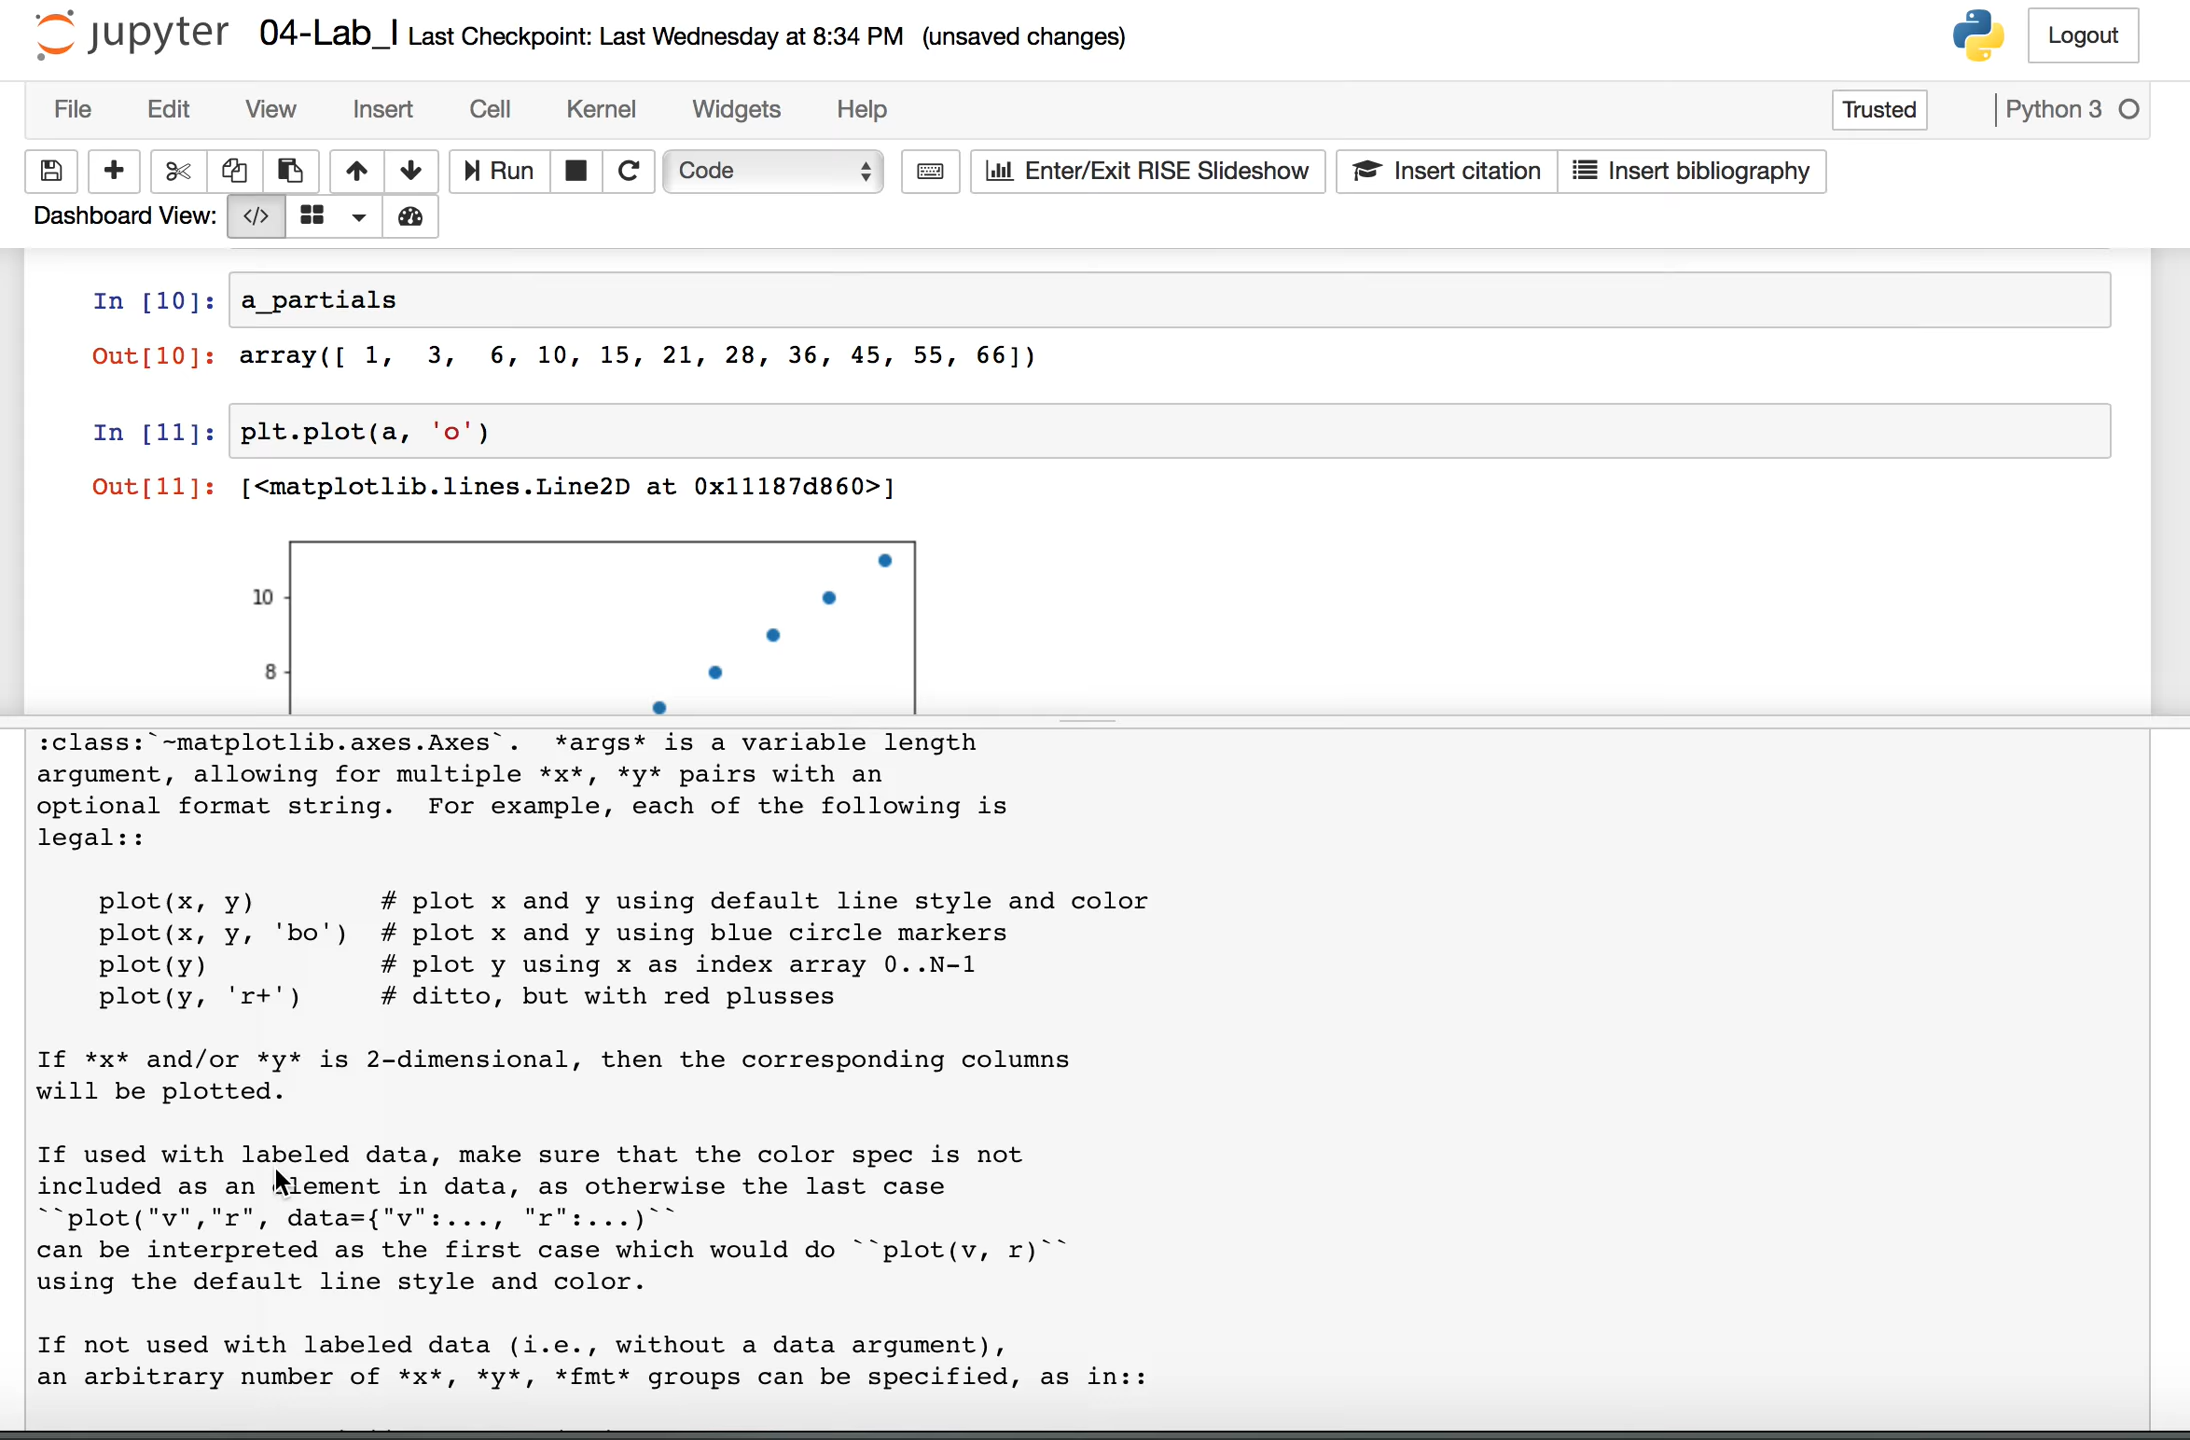 jupyter 04-Lab_I Last Checkpoint: Last Wednesday at 8:34 PM (unsaved changes) Logout
File Edit View Insert Cell Kernel Widgets Help Trusted Python 3
Run Code Enter/Exit RISE Slideshow Insert citation Insert bibliography
Dashboard View: </>
In [10]: a_partials
Out[10]: array([ 1,  3,  6, 10, 15, 21, 28, 36, 45, 55, 66])
In [11]: plt.plot(a, 'o')
Out[11]: [<matplotlib.lines.Line2D at 0x11187d860>]
10
8
:class:`~matplotlib.axes.Axes`.  *args* is a variable length
argument, allowing for multiple *x*, *y* pairs with an
optional format string.  For example, each of the following is
legal::
plot(x, y)        # plot x and y using default line style and color
plot(x, y, 'bo')  # plot x and y using blue circle markers
plot(y)           # plot y using x as index array 0..N-1
plot(y, 'r+')     # ditto, but with red plusses
If *x* and/or *y* is 2-dimensional, then the corresponding columns
will be plotted.
If used with labeled data, make sure that the color spec is not
included as an element in data, as otherwise the last case
``plot("v","r", data={"v":..., "r":...)``
can be interpreted as the first case which would do ``plot(v, r)``
using the default line style and color.
If not used with labeled data (i.e., without a data argument),
an arbitrary number of *x*, *y*, *fmt* groups can be specified, as in::